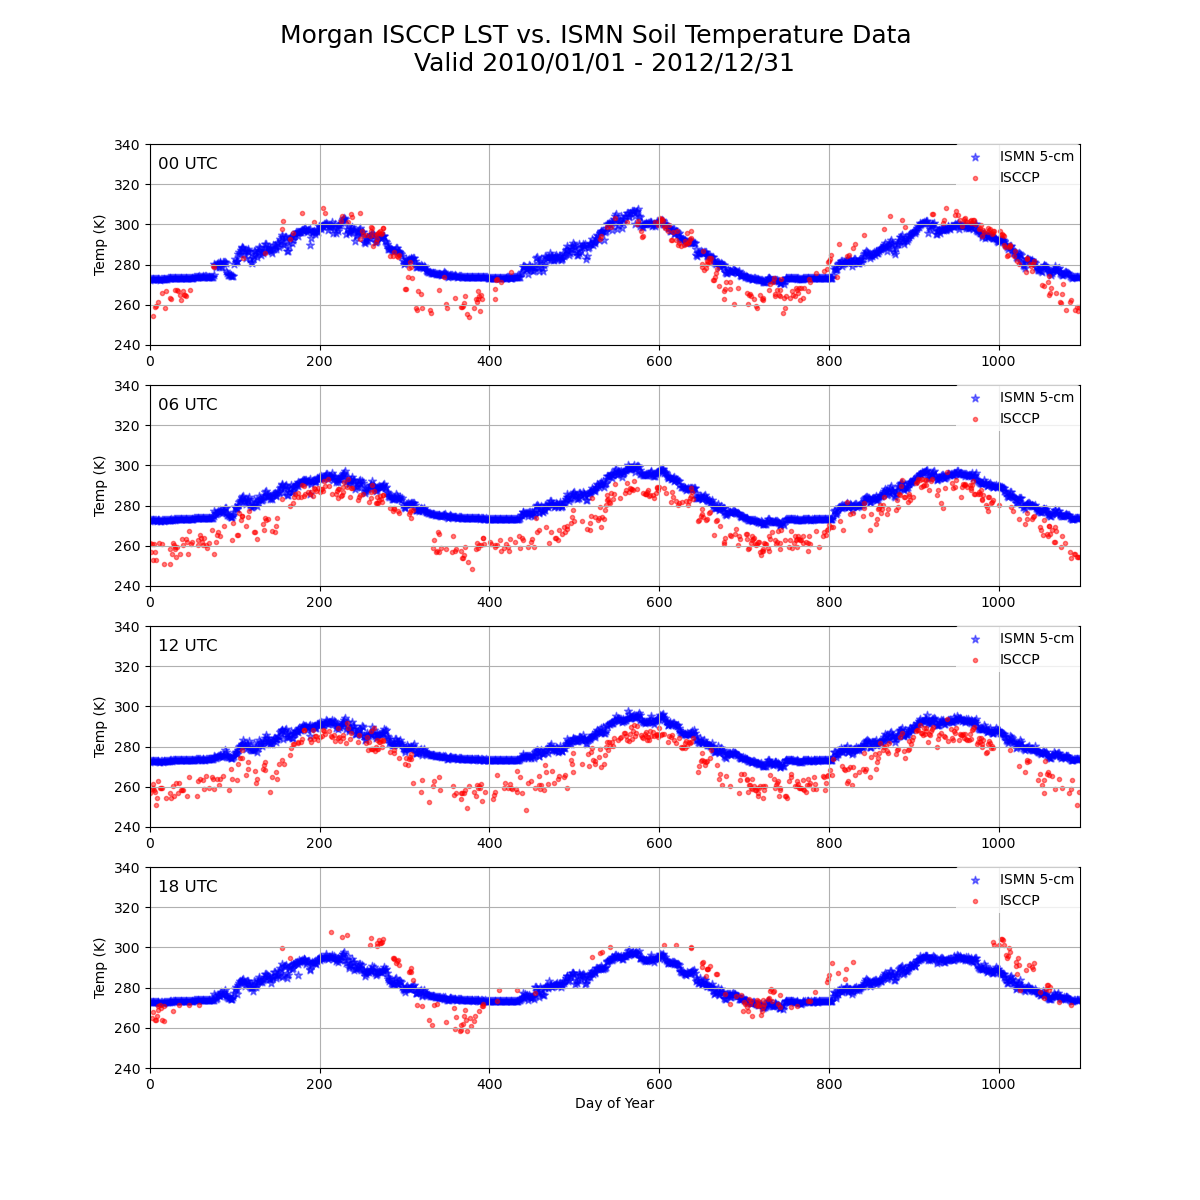 Morgan ISCCP LST vs. ISMN Soil Temperature Data
Valid 2010/01/01 - 2012/12/31
340
320
300
280
260
240
Temp (K)
00 UTC
ISMN 5-cm
ISCCP
0 200 400 600 800 1000
340
320
300
280
260
240
Temp (K)
06 UTC
ISMN 5-cm
ISCCP
0 200 400 600 800 1000
340
320
300
280
260
240
Temp (K)
12 UTC
ISMN 5-cm
ISCCP
0 200 400 600 800 1000
340
320
300
280
260
240
Temp (K)
18 UTC
ISMN 5-cm
ISCCP
0 200 400 600 800 1000
Day of Year